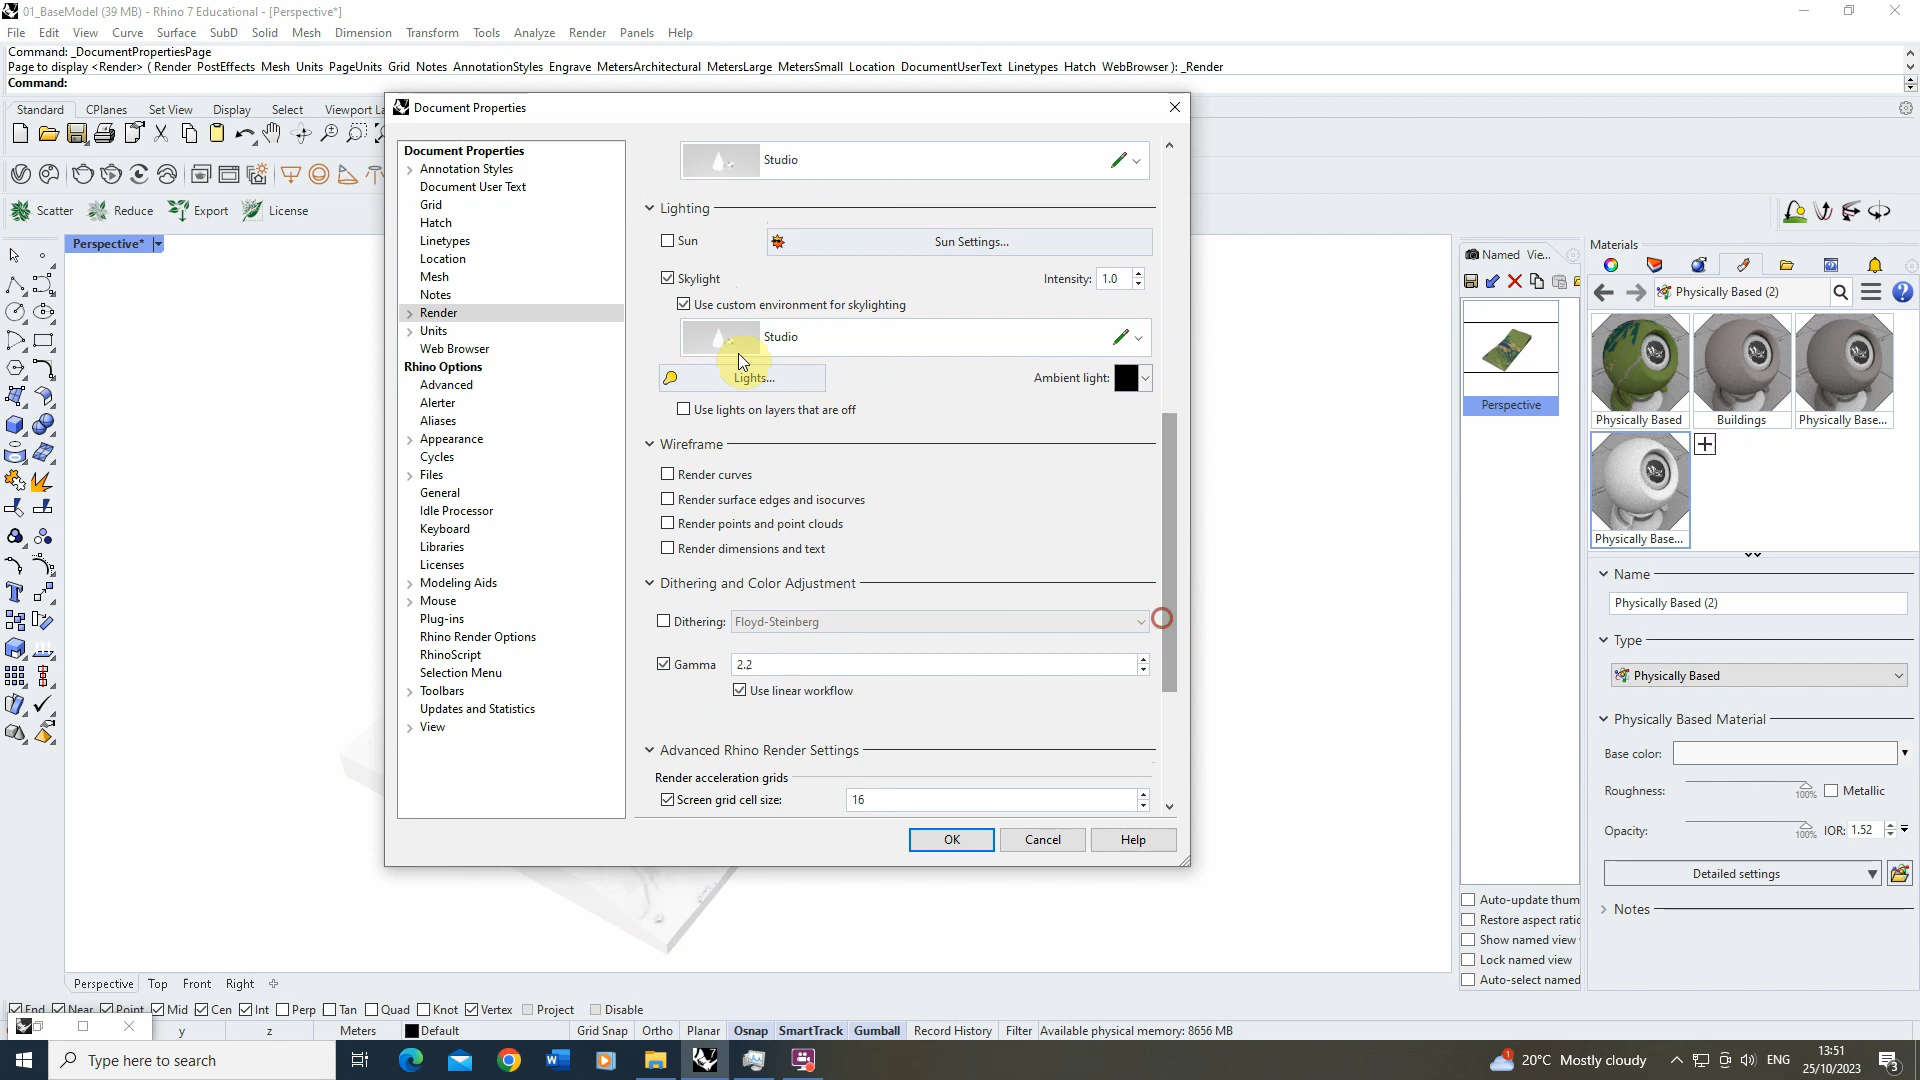 01_BaseModel (39 MB) - Rhino 7 Educational - [Perspective*]
File Edit View Curve Surface SubD Solid Mesh Dimension Transform Tools Analyze Render Panels Help
Command: _DocumentPropertiesPage
Page to display <Render> ( Render PostEffects Mesh Units PageUnits Grid Notes AnnotationStyles Engrave MetersArchitectural MetersLarge MetersSmall Location DocumentUserText Linetypes Hatch WebBrowser ): _Render
Command:
Standard CPlanes Set View Display Select Viewport La
Scatter Reduce Export License
Perspective*
Document Properties
Document Properties
Annotation Styles
Document User Text
Grid
Hatch
Linetypes
Location
Mesh
Notes
Render
Units
Web Browser
Rhino Options
Advanced
Alerter
Aliases
Appearance
Cycles
Files
General
Idle Processor
Keyboard
Libraries
Licenses
Modeling Aids
Mouse
Plug-ins
Rhino Render Options
RhinoScript
Selection Menu
Toolbars
Updates and Statistics
View
Studio
Lighting
Sun Sun Settings...
Skylight Intensity: 1.0
Use custom environment for skylighting
Studio
Lights... Ambient light:
Use lights on layers that are off
Wireframe
Render curves
Render surface edges and isocurves
Render points and point clouds
Render dimensions and text
Dithering and Color Adjustment
Dithering: Floyd-Steinberg
Gamma 2.2
Use linear workflow
Advanced Rhino Render Settings
Render acceleration grids
Screen grid cell size: 16
OK Cancel Help
Named Vie...
Perspective
Auto-update thum
Restore aspect ratio
Show named view
Lock named view
Auto-select named
Materials
Physically Based (2)
Physically Based Buildings Physically Base...
Physically Base...
Name
Physically Based (2)
Type
Physically Based
Physically Based Material
Base color:
Roughness: 100% Metallic
Opacity: 100% IOR: 1.52
Detailed settings
Notes
Perspective Top Front Right
End Near Point Mid Cen Int Perp Tan Quad Knot Vertex Project Disable
y z Meters Default Grid Snap Ortho Planar Osnap SmartTrack Gumball Record History Filter Available physical memory: 8656 MB
Type here to search
20°C Mostly cloudy ENG 13:51
25/10/2023
3